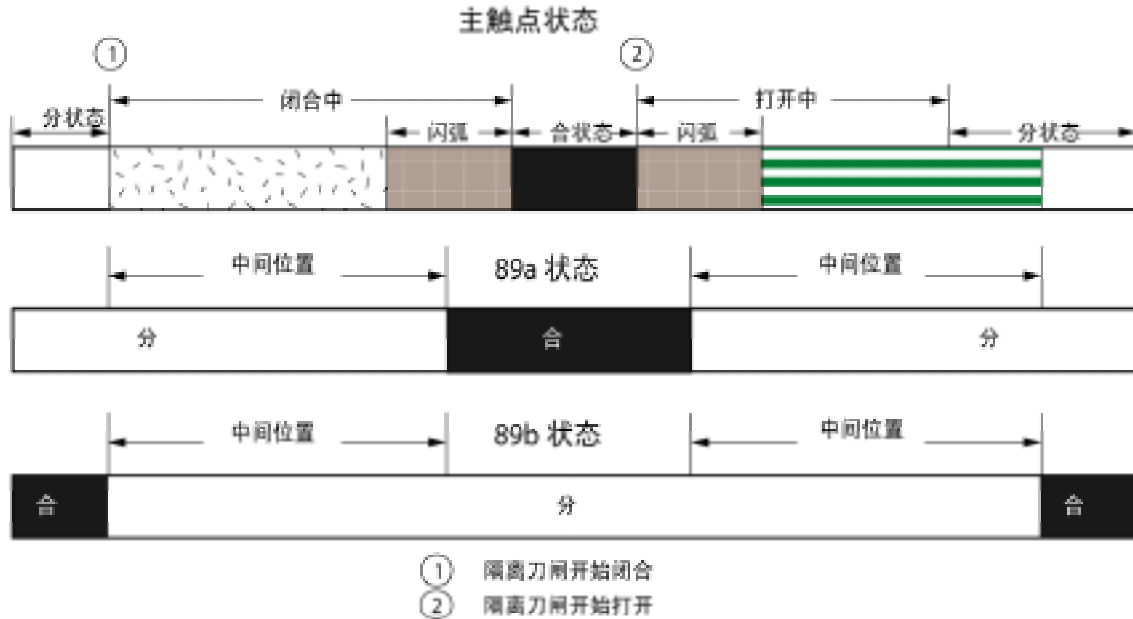 主触点状态
1
2
闭合中
打开中
分状态
闪弧
合状态
闪弧
分状态
中间位置
89a 状态
中间位置
分
合
分
中间位置
89b 状态
中间位置
合
分
合
1 隔离刀闸开始闭合
2 隔离刀闸开始打开